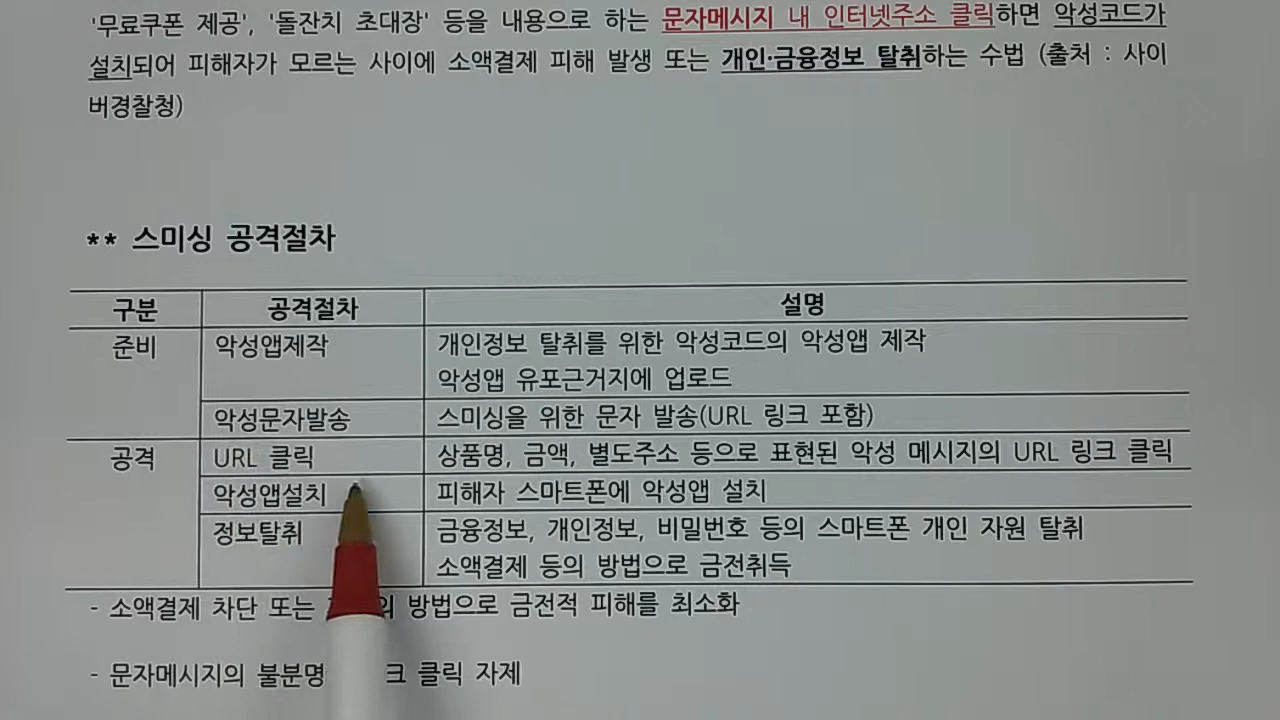 '무료쿠폰 제공', '돌잔치 초대장' 등을 내용으로 하는 문자메시지 내 인터넷주소 클릭하면 악성코드가
설치되어 피해자가 모르는 사이에 소액결제 피해 발생 또는 개인·금융정보 탈취하는 수법 (출처 : 사이
버경찰청)
** 스미싱 공격절차
구분 공격절차 설명
준비 악성앱제작 개인정보 탈취를 위한 악성코드의 악성앱 제작
악성앱 유포근거지에 업로드
악성문자발송 스미싱을 위한 문자 발송(URL 링크 포함)
공격 URL 클릭 상품명, 금액, 별도주소 등으로 표현된 악성 메시지의 URL 링크 클릭
악성앱설치 피해자 스마트폰에 악성앱 설치
정보탈취 금융정보, 개인정보, 비밀번호 등의 스마트폰 개인 자원 탈취
소액결제 등의 방법으로 금전취득
- 소액결제 차단 또는 방법으로 금전적 피해를 최소화
- 문자메시지의 불분명 클릭 자제